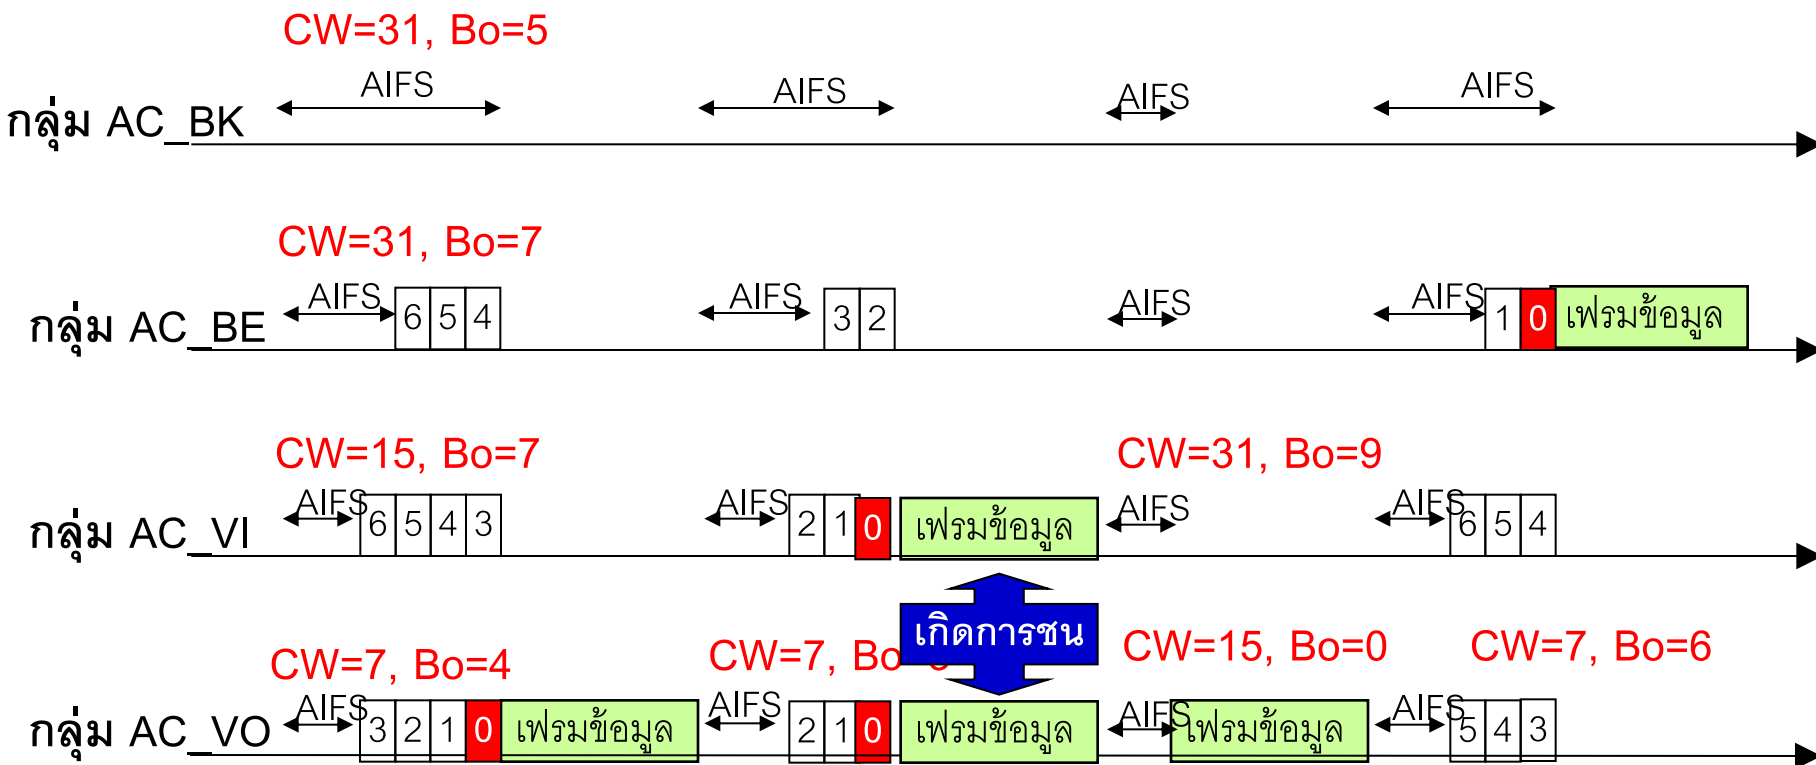 CW=31, Bo=5
AIFS AIFS AIFS AIFS
กลุ่ม AC_BK
CW=31, Bo=7
AIFS 6 5 4 AIFS 3 2 AIFS AIFS 1 0 เฟรมข้อมูล
กลุ่ม AC_BE
CW=15, Bo=7 CW=31, Bo=9
AIFS 6 5 4 3 AIFS 2 1 0 เฟรมข้อมูล AIFS AIFS 6 5 4
กลุ่ม AC_VI
เกิดการชน
CW=7, Bo=4 CW=7, Bo CW=15, Bo=0 CW=7, Bo=6
AIFS 3 2 1 0 เฟรมข้อมูล AIFS 2 1 0 เฟรมข้อมูล AIFS เฟรมข้อมูล AIFS 5 4 3
กลุ่ม AC_VO